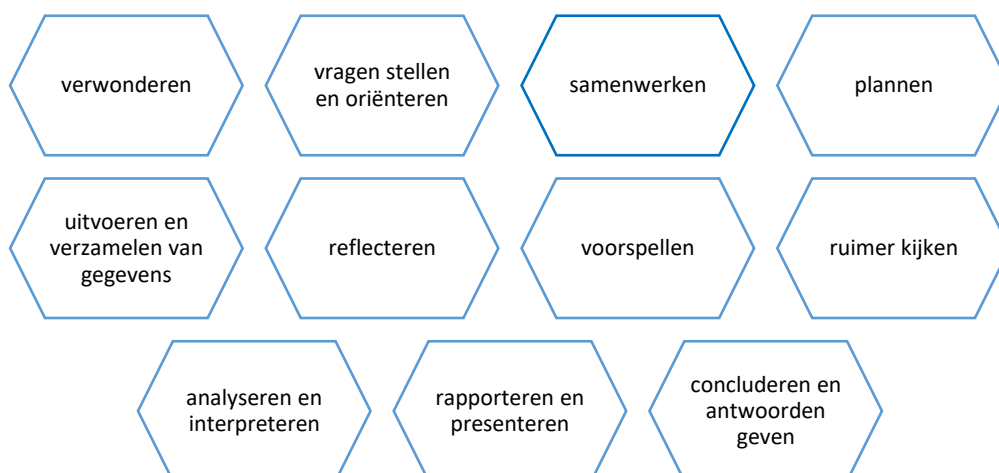 verwonderen
vragen stellen
en oriënteren
samenwerken
plannen
uitvoeren en
verzamelen van
gegevens
reflecteren
voorspellen
ruimer kijken
analyseren en
interpreteren
rapporteren en
presenteren
concluderen en
antwoorden
geven